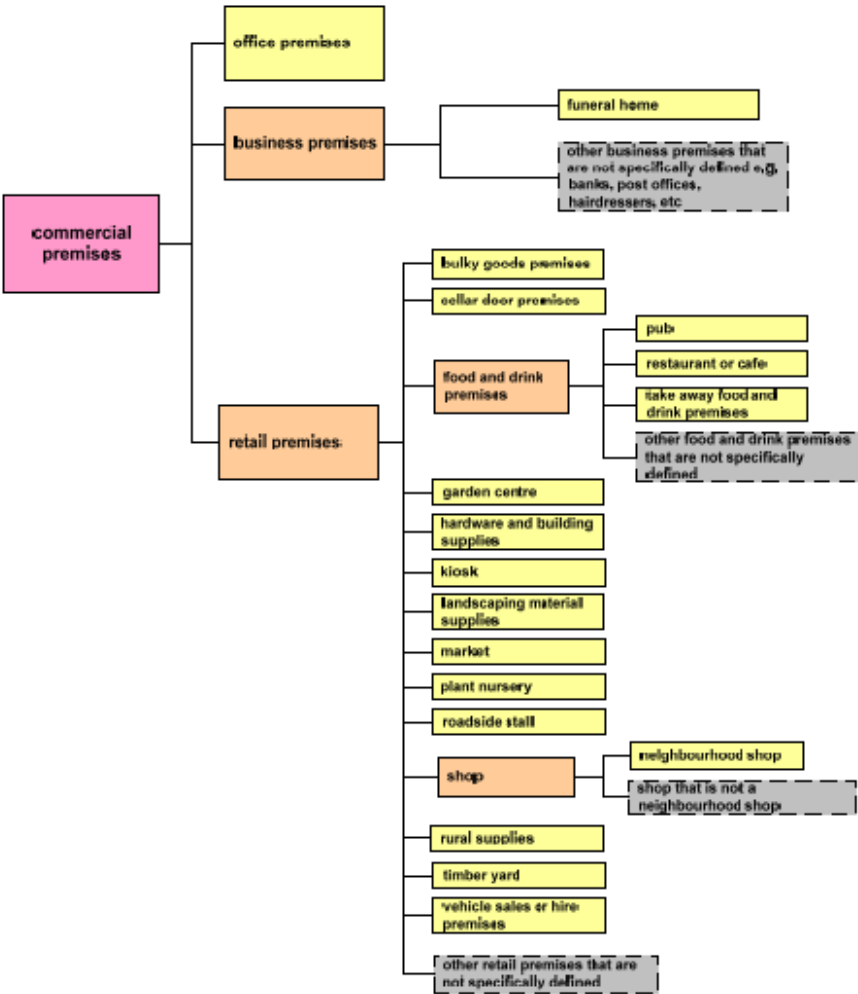 office premises
business premises
funeral home
other business premises that
are not specifically defined e.g.
banks, post offices,
hairdressers, etc
commercial
premises
bulky goods premises
cellar door premises
pub
restaurant or cafe
food and drink
premises
take away food and
drink premises
other food and drink premises
that are not specifically
defined
retail premises
garden centre
hardware and building
supplies
kiosk
landscaping material
supplies
market
plant nursery
roadside stall
shop
neighbourhood shop
shop that is not a
neighbourhood shop
rural supplies
timber yard
vehicle sales or hire
premises
other retail premises that are
not specifically defined